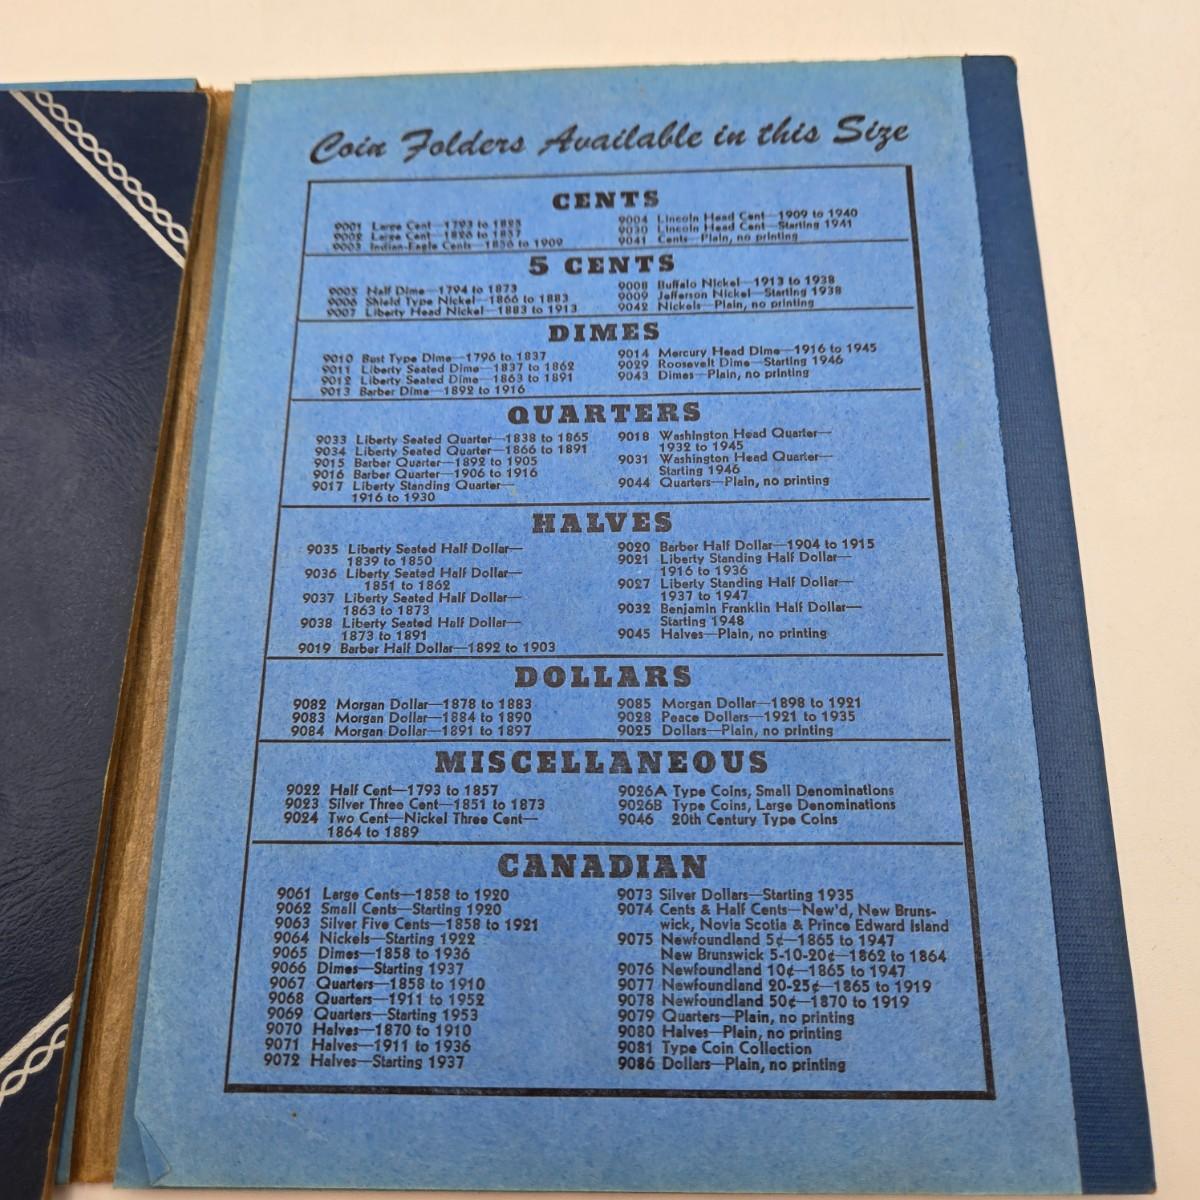 Coin Folders Available in this Size
CENTS
9001 Large Cent—1793 to 1825
9002 Large Cent—1826 to 1857
9003 Indian-Eagle Cents—1856 to 1909
9004 Lincoln Head Cent—1909 to 1940
9030 Lincoln Head Cent—Starting 1941
9041 Cents—Plain, no printing
5 CENTS
9005 Half Dime—1794 to 1873
9006 Shield Type Nickel—1866 to 1883
9007 Liberty Head Nickel—1883 to 1913
9008 Buffalo Nickel—1913 to 1938
9009 Jefferson Nickel—Starting 1938
9042 Nickels—Plain, no printing
DIMES
9010 Bust Type Dime—1796 to 1837
9011 Liberty Seated Dime—1837 to 1862
9012 Liberty Seated Dime—1863 to 1891
9013 Barber Dime—1892 to 1916
9014 Mercury Head Dime—1916 to 1945
9029 Roosevelt Dime—Starting 1946
9043 Dimes—Plain, no printing
QUARTERS
9033 Liberty Seated Quarter—1838 to 1865
9034 Liberty Seated Quarter—1866 to 1891
9015 Barber Quarter—1892 to 1905
9016 Barber Quarter—1906 to 1916
9017 Liberty Standing Quarter—
1916 to 1930
9018 Washington Head Quarter—
1932 to 1945
9031 Washington Head Quarter—
Starting 1946
9044 Quarters—Plain, no printing
HALVES
9035 Liberty Seated Half Dollar—
1839 to 1850
9036 Liberty Seated Half Dollar—
1851 to 1862
9037 Liberty Seated Half Dollar—
1863 to 1873
9038 Liberty Seated Half Dollar—
1873 to 1891
9019 Barber Half Dollar—1892 to 1903
9020 Barber Half Dollar—1904 to 1915
9021 Liberty Standing Half Dollar—
1916 to 1936
9027 Liberty Standing Half Dollar—
1937 to 1947
9032 Benjamin Franklin Half Dollar—
Starting 1948
9045 Halves—Plain, no printing
DOLLARS
9082 Morgan Dollar—1878 to 1883
9083 Morgan Dollar—1884 to 1890
9084 Morgan Dollar—1891 to 1897
9085 Morgan Dollar—1898 to 1921
9028 Peace Dollars—1921 to 1935
9025 Dollars—Plain, no printing
MISCELLANEOUS
9022 Half Cent—1793 to 1857
9023 Silver Three Cent—1851 to 1873
9024 Two Cent—Nickel Three Cent—
1864 to 1889
9026A Type Coins, Small Denominations
9026B Type Coins, Large Denominations
9046 20th Century Type Coins
CANADIAN
9061 Large Cents—1858 to 1920
9062 Small Cents—Starting 1920
9063 Silver Five Cents—1858 to 1921
9064 Nickels—Starting 1922
9065 Dimes—1858 to 1936
9066 Dimes—Starting 1937
9067 Quarters—1858 to 1910
9068 Quarters—1911 to 1952
9069 Quarters—Starting 1953
9070 Halves—1870 to 1910
9071 Halves—1911 to 1936
9072 Halves—Starting 1937
9073 Silver Dollars—Starting 1935
9074 Cents & Half Cents—New'd, New Bruns-
wick, Novia Scotia & Prince Edward Island
9075 Newfoundland 5¢—1865 to 1947
New Brunswick 5-10-20¢—1862 to 1864
9076 Newfoundland 10¢—1865 to 1947
9077 Newfoundland 20-25¢—1865 to 1919
9078 Newfoundland 50¢—1870 to 1919
9079 Quarters—Plain, no printing
9080 Halves—Plain, no printing
9081 Type Coin Collection
9086 Dollars—Plain, no printing